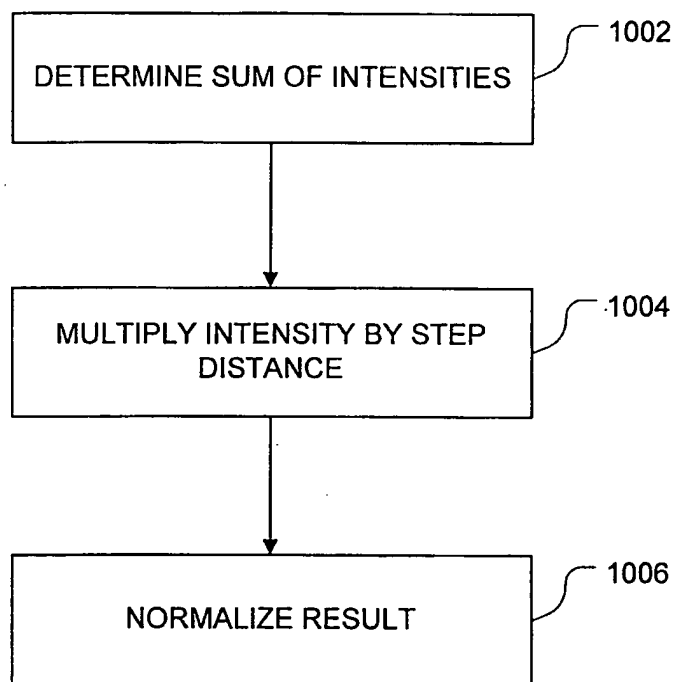 1002
DETERMINE SUM OF INTENSITIES
1004
MULTIPLY INTENSITY BY STEP
DISTANCE
1006
NORMALIZE RESULT